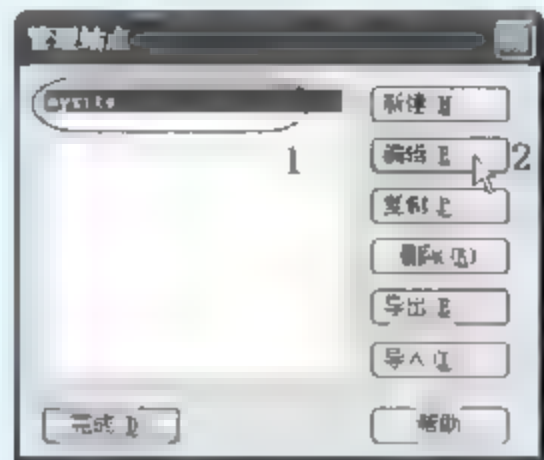 管理站点
mysite
新建 N
1
编辑 E
2
复制 P
删除(R)
导出 E
导入(I
完成 D
帮助